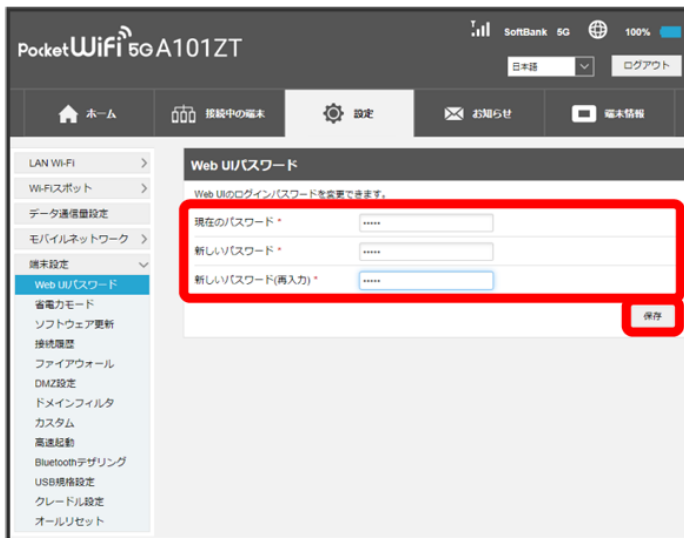 SoftBank 5G 100%
Pocket WiFi 5G A101ZT
日本語 ログアウト
ホーム 接続中の端末 設定 お知らせ 端末情報
LAN Wi-Fi
Wi-Fiスポット
データ通信量設定
モバイルネットワーク
端末設定
Web UIパスワード
省電力モード
ソフトウェア更新
接続履歴
ファイアウォール
DMZ設定
ドメインフィルタ
カスタム
高速起動
Bluetoothテザリング
USB規格設定
クレードル設定
オールリセット
Web UIパスワード
Web UIのログインパスワードを変更できます。
現在のパスワード * •••••
新しいパスワード * •••••
新しいパスワード(再入力) * •••••
保存